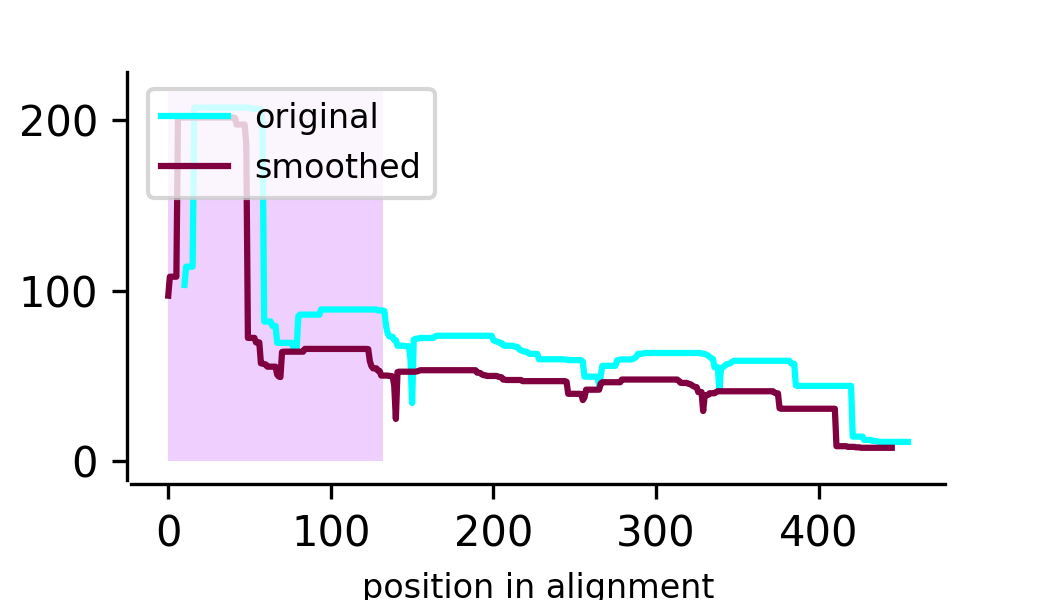 200
100
0
original
smoothed
0 100 200 300 400
position in alignment